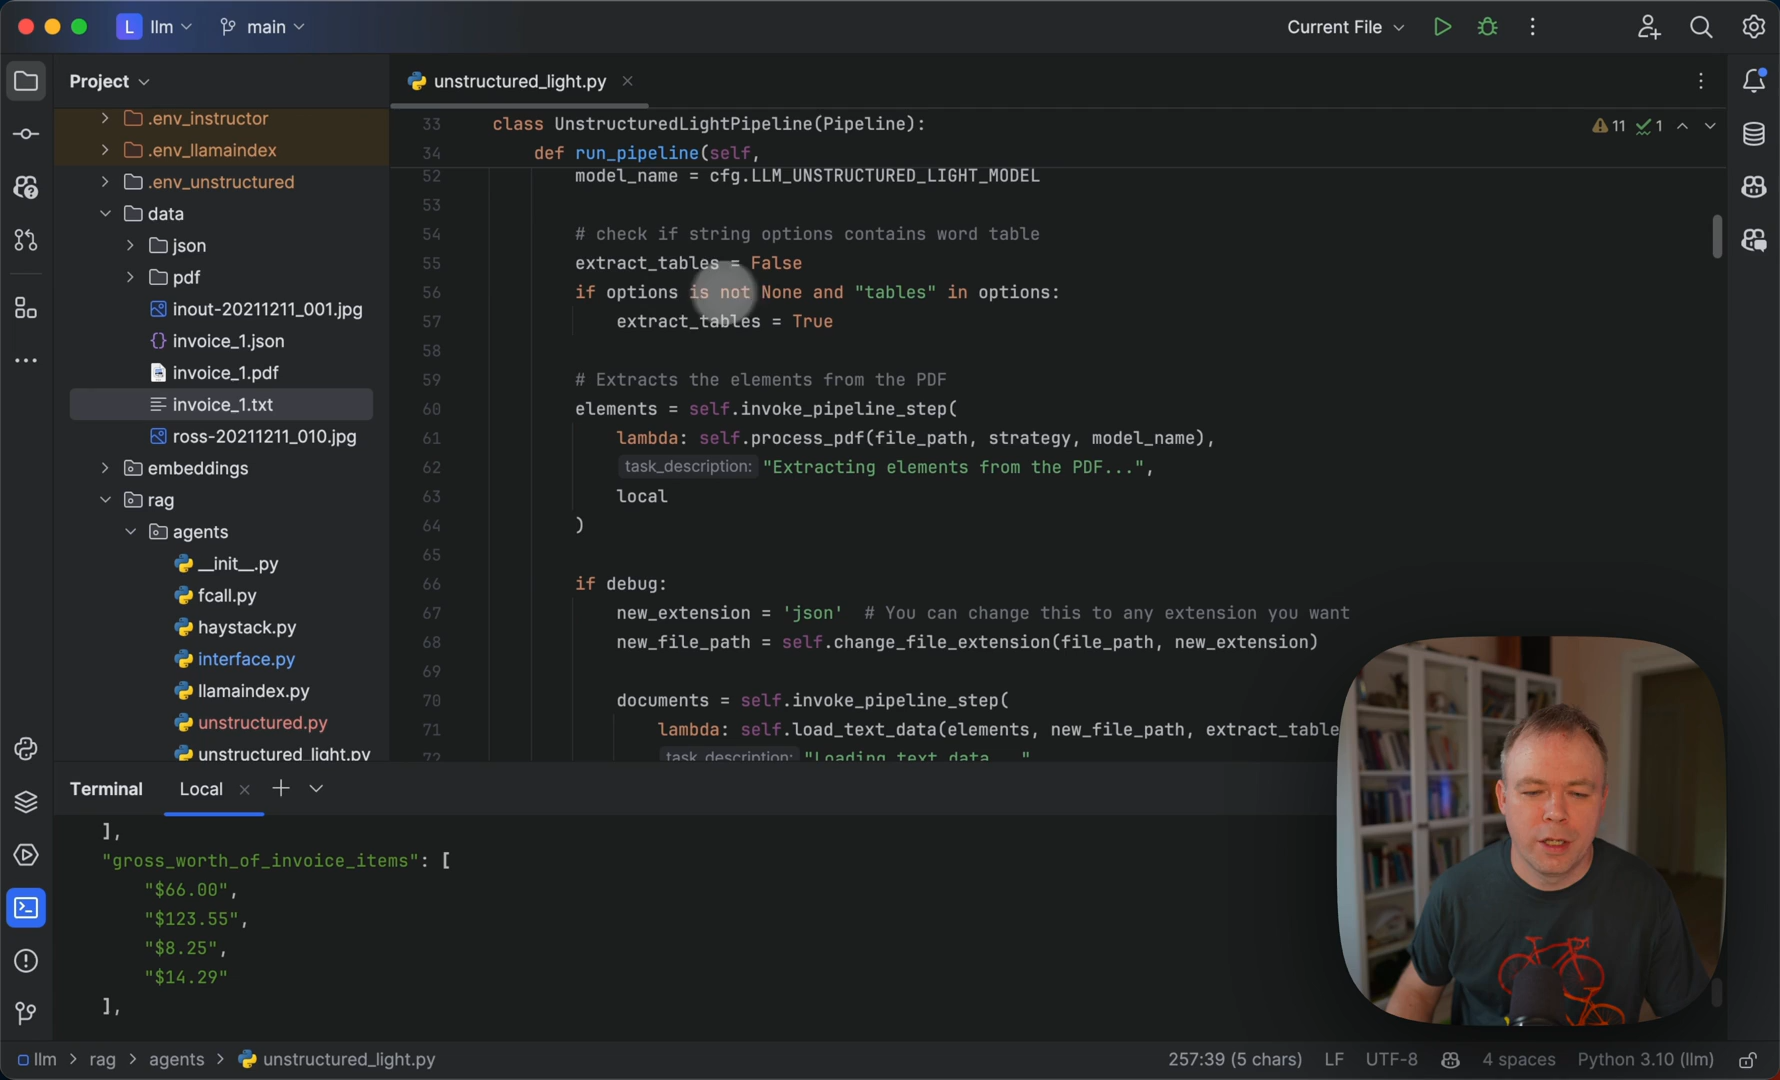 L llm main
Current File
Project
unstructured_light.py
.env_instructor
.env_llamaindex
.env_unstructured
data
json
pdf
inout-20211211_001.jpg
invoice_1.json
invoice_1.pdf
invoice_1.txt
ross-20211211_010.jpg
embeddings
rag
agents
__init__.py
fcall.py
haystack.py
interface.py
llamaindex.py
unstructured.py
unstructured_light.py
11 1
33 class UnstructuredLightPipeline(Pipeline):
34 def run_pipeline(self,
52 model_name = cfg.LLM_UNSTRUCTURED_LIGHT_MODEL
53
54 # check if string options contains word table
55 extract_tables = False
56 if options is not None and "tables" in options:
57 extract_tables = True
58
59 # Extracts the elements from the PDF
60 elements = self.invoke_pipeline_step(
61 lambda: self.process_pdf(file_path, strategy, model_name),
62 task_description: "Extracting elements from the PDF...",
63 local
64 )
65
66 if debug:
67 new_extension = 'json' # You can change this to any extension you want
68 new_file_path = self.change_file_extension(file_path, new_extension)
69
70 documents = self.invoke_pipeline_step(
71 lambda: self.load_text_data(elements, new_file_path, extract_table
72 task_description: "Loading text data..."
Terminal Local
],
"gross_worth_of_invoice_items": [
"$66.00",
"$123.55",
"$8.25",
"$14.29"
],
llm > rag > agents > unstructured_light.py
257:39 (5 chars) LF UTF-8 4 spaces Python 3.10 (llm)